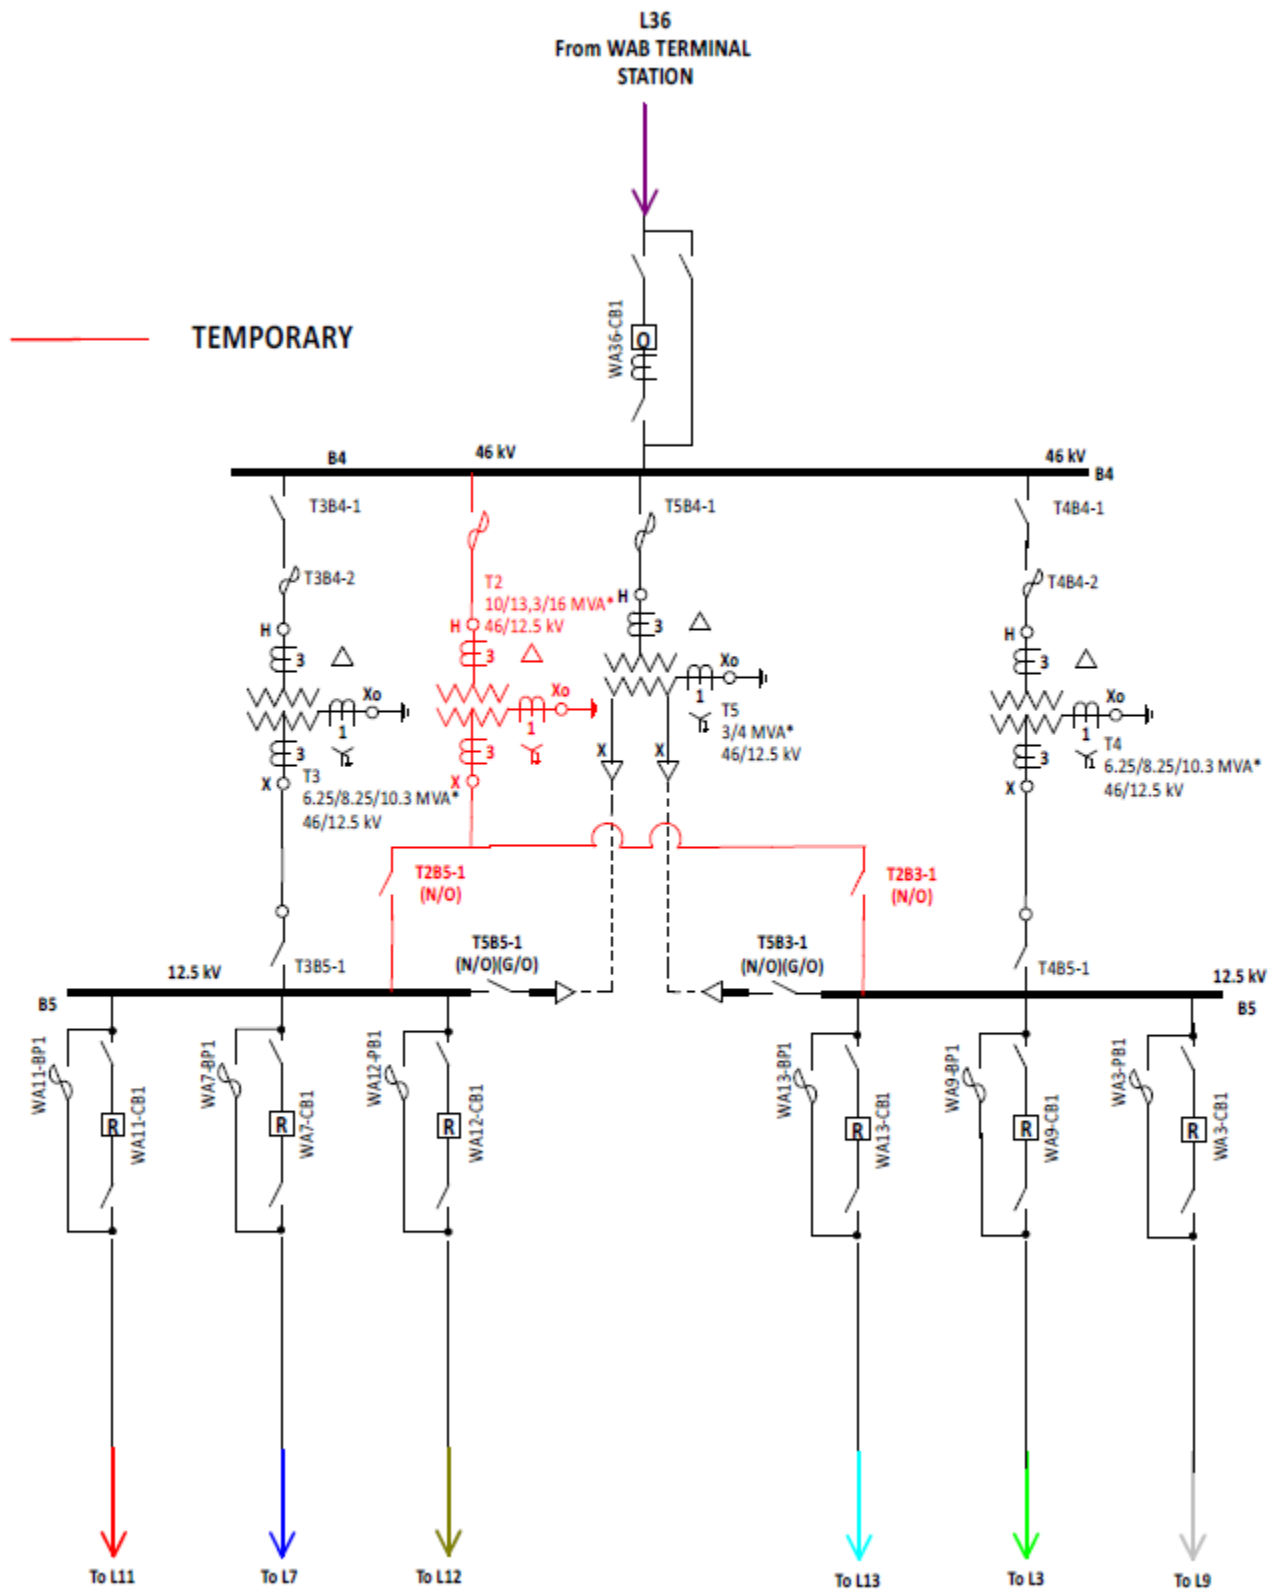 L36
From WAB TERMINAL
STATION
TEMPORARY
WA36-CB1
O
B4
46 kV
46 kV
B4
T3B4-1
T5B4-1
T4B4-1
T3B4-2
T2
10/13,3/16 MVA*
46/12.5 kV
T4B4-2
H
3
H
3
H
3
H
3
Xo
1
Xo
1
Xo
1
Xo
1
3
X
T3
6.25/8.25/10.3 MVA*
46/12.5 kV
3
X
X
X
T5
3/4 MVA*
46/12.5 kV
3
X
T4
6.25/8.25/10.3 MVA*
46/12.5 kV
T2B5-1
(N/O)
T2B3-1
(N/O)
T5B5-1
(N/O)(G/O)
T5B3-1
(N/O)(G/O)
T3B5-1
T4B5-1
12.5 kV
12.5 kV
B5
B5
WA11-BP1
R
WA11-CB1
WA7-BP1
R
WA7-CB1
WA12-PB1
R
WA12-CB1
WA13-BP1
R
WA13-CB1
WA9-BP1
R
WA9-CB1
WA3-PB1
R
WA3-CB1
To L11
To L7
To L12
To L13
To L3
To L9